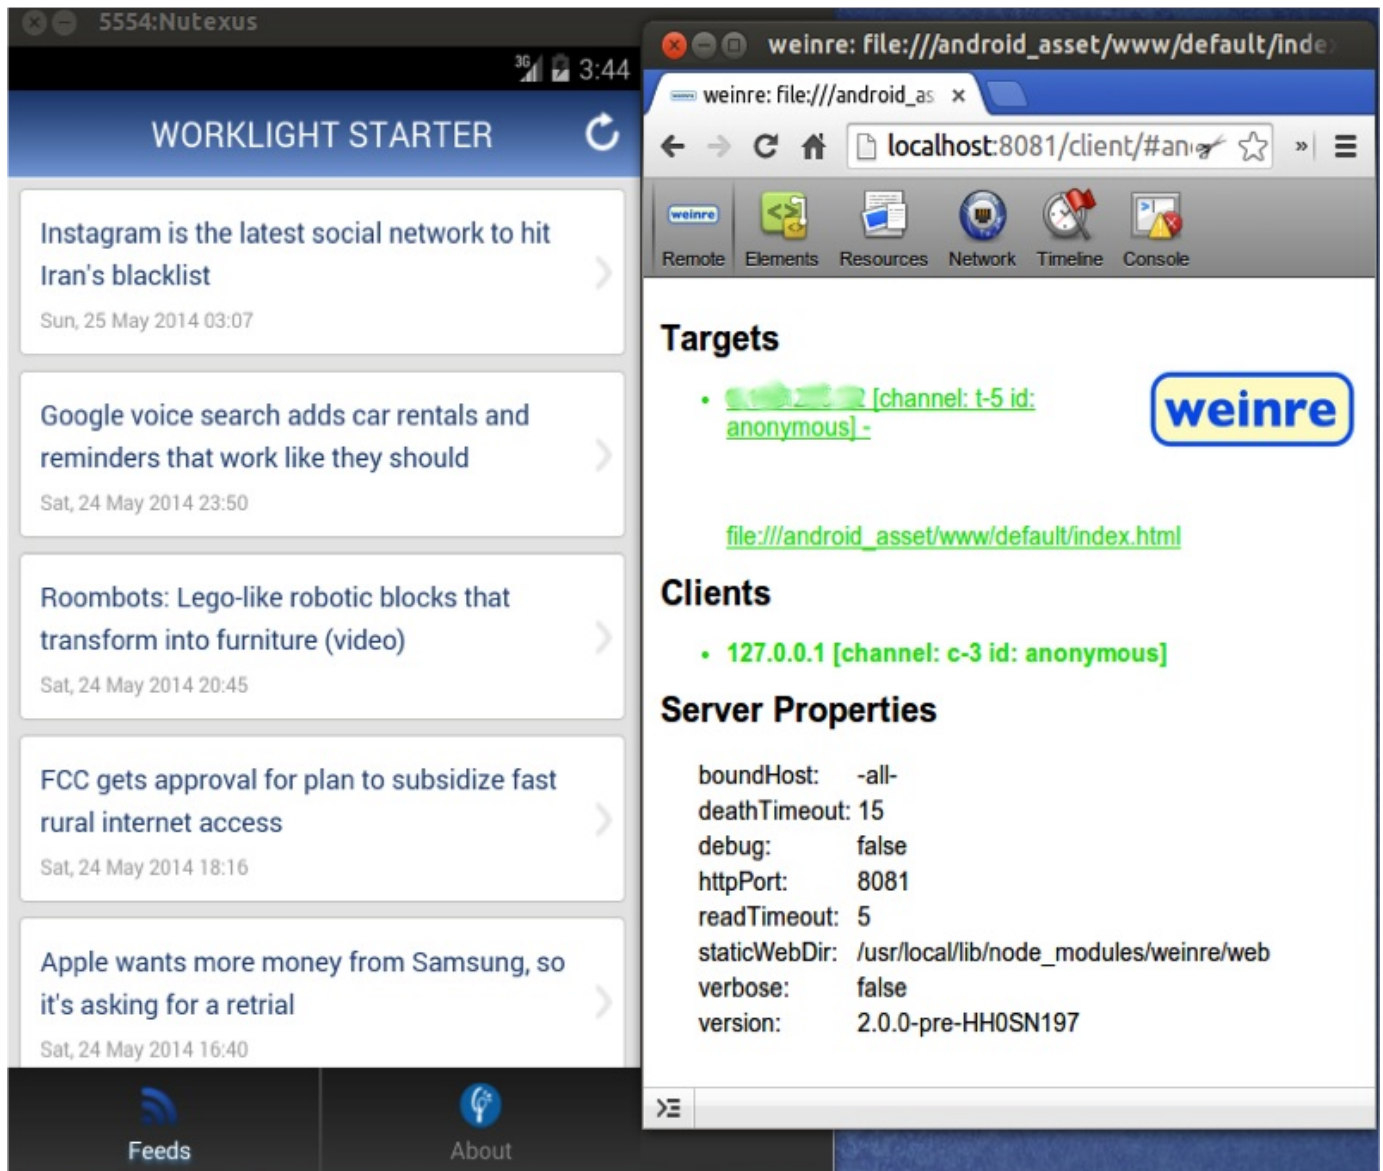 5554:Nutexus
3G 3:44
WORKLIGHT STARTER
Instagram is the latest social network to hit
Iran's blacklist
Sun, 25 May 2014 03:07
Google voice search adds car rentals and
reminders that work like they should
Sat, 24 May 2014 23:50
Roombots: Lego-like robotic blocks that
transform into furniture (video)
Sat, 24 May 2014 20:45
FCC gets approval for plan to subsidize fast
rural internet access
Sat, 24 May 2014 18:16
Apple wants more money from Samsung, so
it's asking for a retrial
Sat, 24 May 2014 16:40
Feeds
About
weinre: file:///android_asset/www/default/inde
weinre: file:///android_as
localhost:8081/client/#an
weinre
Remote Elements Resources Network Timeline Console
Targets
[channel: t-5 id:
anonymous] -
weinre
file:///android_asset/www/default/index.html
Clients
127.0.0.1 [channel: c-3 id: anonymous]
Server Properties
boundHost: -all-
deathTimeout: 15
debug: false
httpPort: 8081
readTimeout: 5
staticWebDir: /usr/local/lib/node_modules/weinre/web
verbose: false
version: 2.0.0-pre-HH0SN197